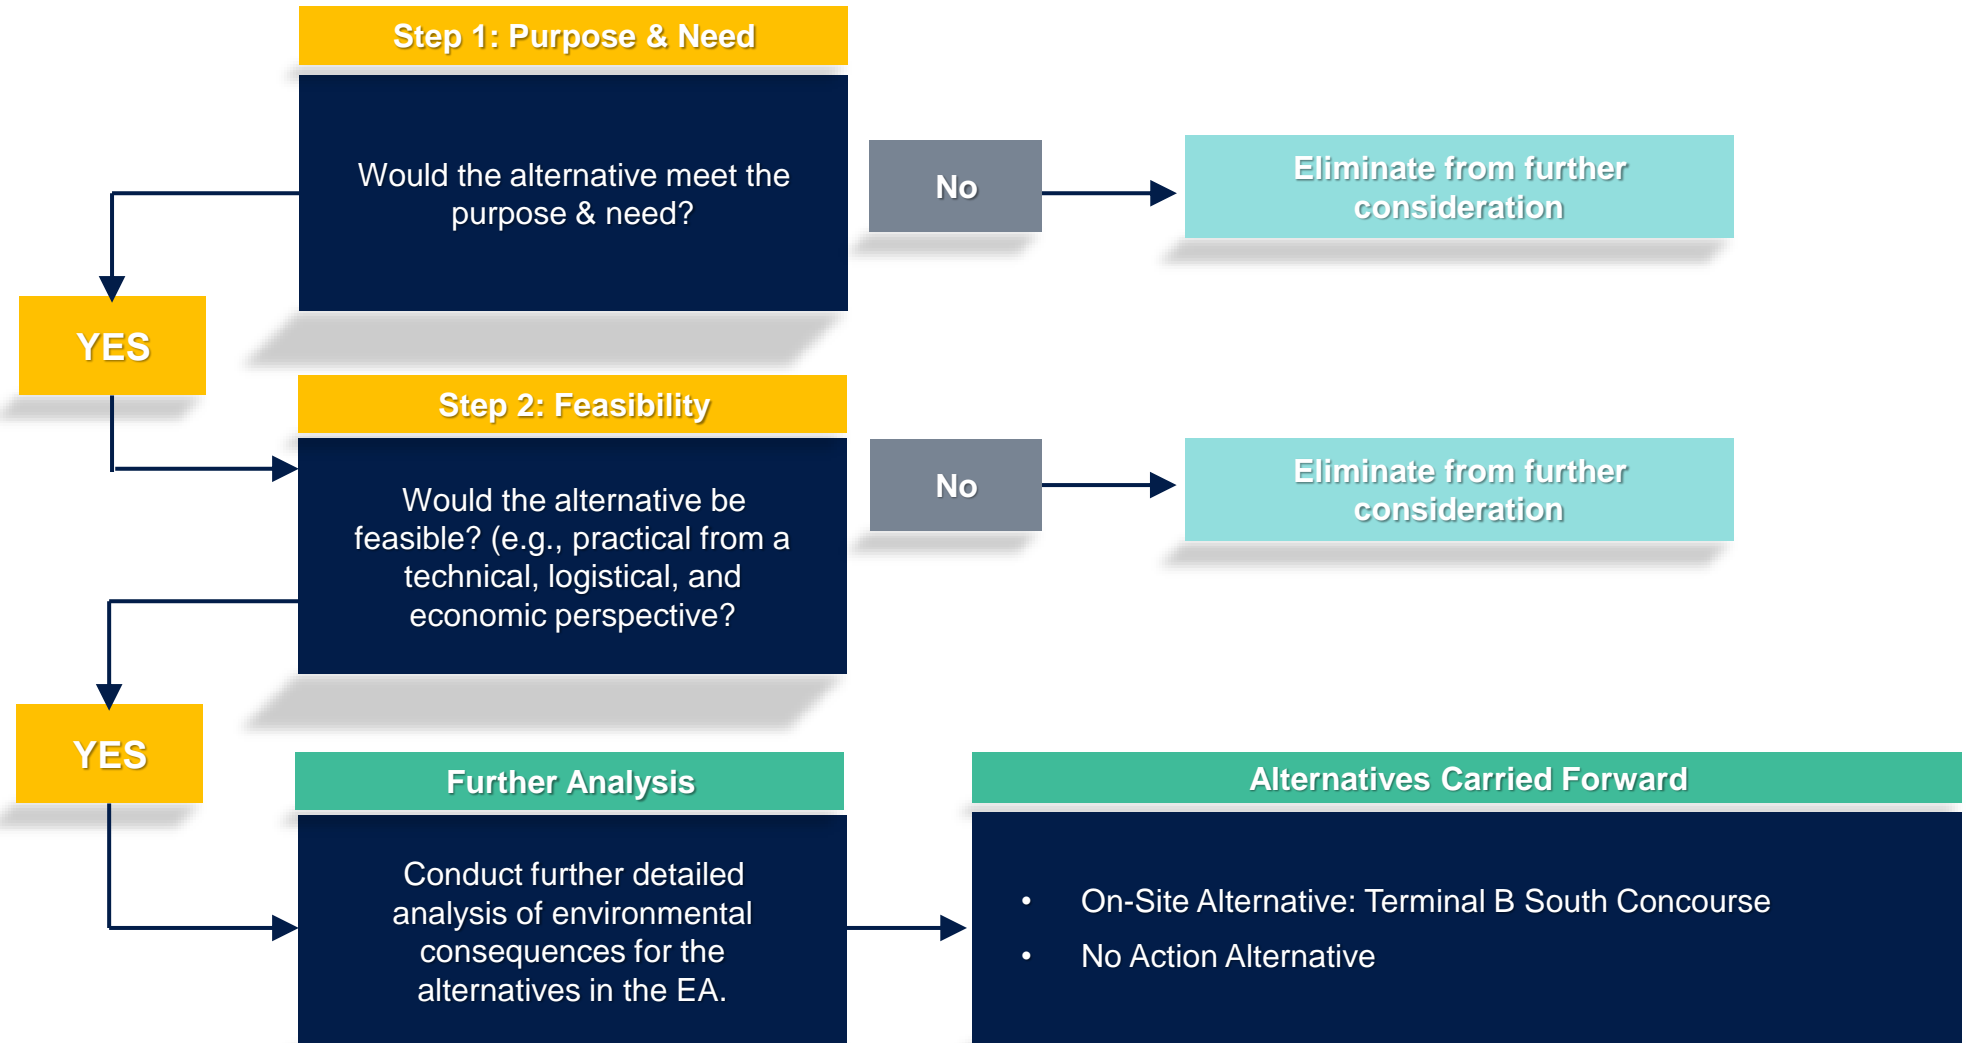 Step 1: Purpose & Need
Would the alternative meet the
purpose & need?
No
Eliminate from further
consideration
YES
Step 2: Feasibility
Would the alternative be
feasible? (e.g., practical from a
technical, logistical, and
economic perspective?
No
Eliminate from further
consideration
YES
Further Analysis
Conduct further detailed
analysis of environmental
consequences for the
alternatives in the EA.
Alternatives Carried Forward
• On-Site Alternative: Terminal B South Concourse
• No Action Alternative